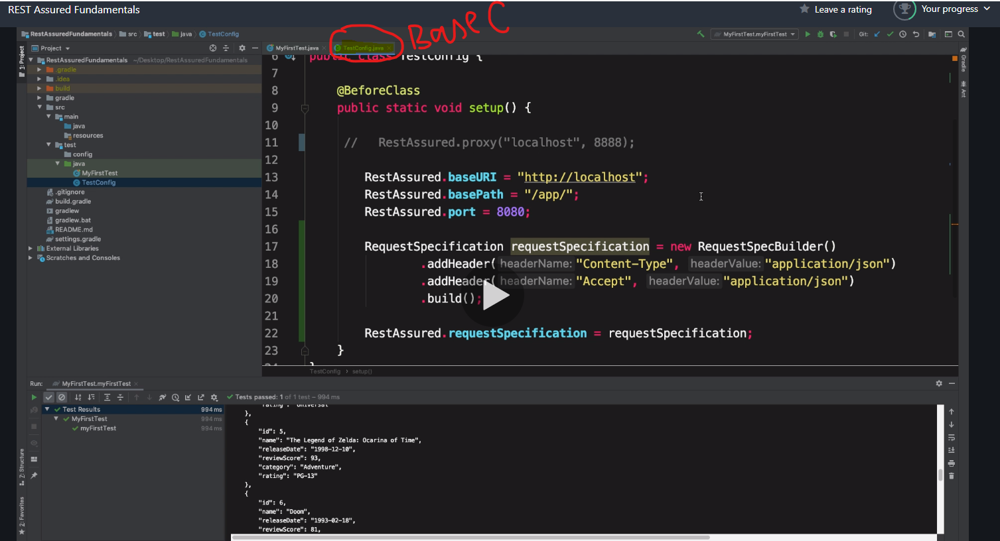 REST Assured Fundamentals
Leave a rating
Your progress
Base C
RestAssuredFundamentals src test java TestConfig
MyFirstTest.myFirstTest
Git:
1: Project
Project
MyFirstTest.java
TestConfig.java
Gradle
Ant
RestAssuredFundamentals ~/Desktop/RestAssuredFundamentals
.gradle
.idea
build
gradle
src
main
java
resources
test
config
java
MyFirstTest
TestConfig
.gitignore
build.gradle
gradlew
gradlew.bat
README.md
settings.gradle
External Libraries
Scratches and Consoles
6 public class TestConfig {
7
8 @BeforeClass
9 public static void setup() {
10
11 // RestAssured.proxy("localhost", 8888);
12
13 RestAssured.baseURI = "http://localhost";
14 RestAssured.basePath = "/app/";
15 RestAssured.port = 8080;
16
17 RequestSpecification requestSpecification = new RequestSpecBuilder()
18 .addHeader( headerName: "Content-Type", headerValue: "application/json")
19 .addHeader( headerName: "Accept", headerValue: "application/json")
20 .build();
21
22 RestAssured.requestSpecification = requestSpecification;
23 }
24 }
TestConfig › setup()
Run: MyFirstTest.myFirstTest
Tests passed: 1 of 1 test – 994 ms
Test Results 994 ms
MyFirstTest 994 ms
myFirstTest 994 ms
Z: Structure
2: Favorites
"rating": "Universal"
},
{
"id": 5,
"name": "The Legend of Zelda: Ocarina of Time",
"releaseDate": "1998-12-10",
"reviewScore": 93,
"category": "Adventure",
"rating": "PG-13"
},
{
"id": 6,
"name": "Doom",
"releaseDate": "1993-02-18",
"reviewScore": 81,